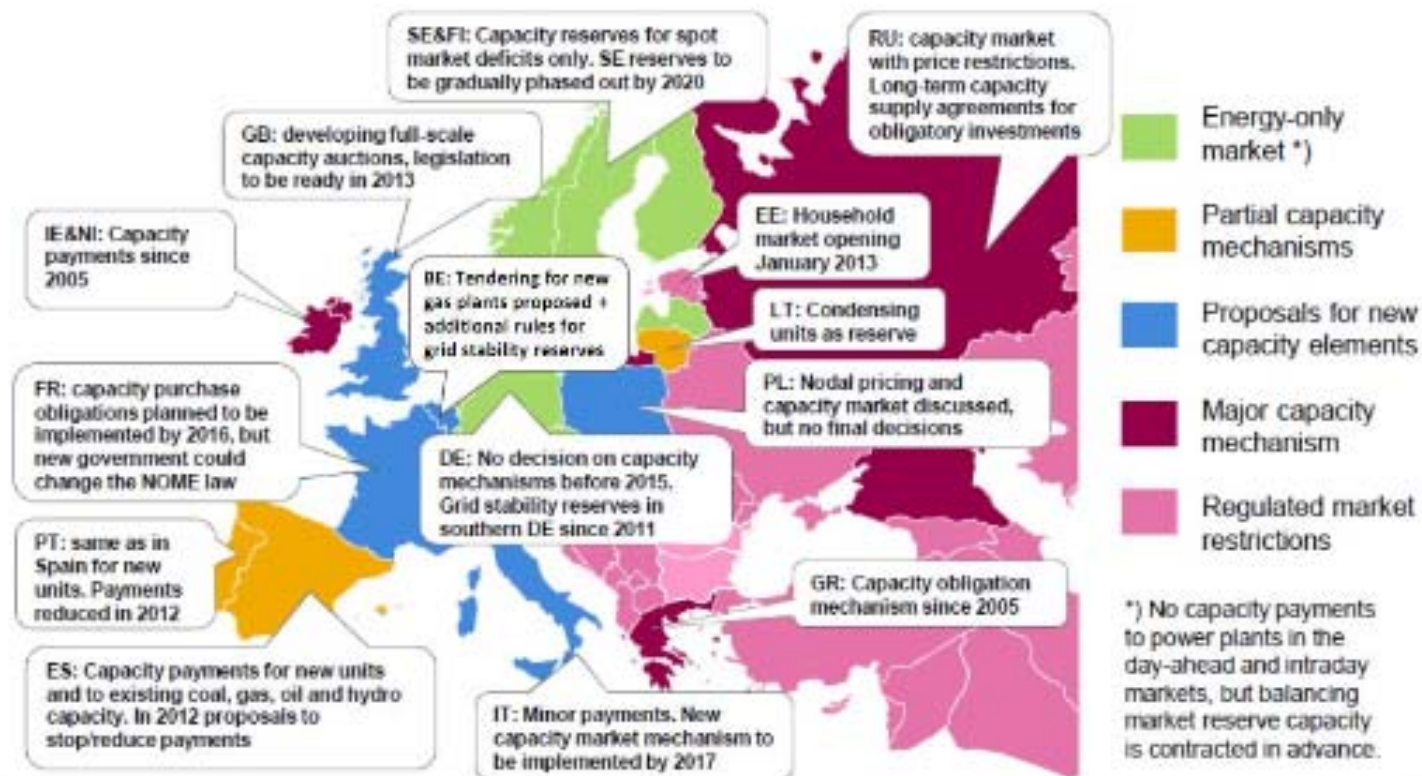 SE&FI: Capacity reserves for spot
market deficits only. SE reserves to
be gradually phased out by 2020
RU: capacity market
with price restrictions.
Long-term capacity
supply agreements for
obligatory investments
GB: developing full-scale
capacity auctions, legislation
to be ready in 2013
IE&NI: Capacity
payments since
2005
EE: Household
market opening
January 2013
BE: Tendering for new
gas plants proposed +
additional rules for
grid stability reserves
LT: Condensing
units as reserve
FR: capacity purchase
obligations planned to be
implemented by 2016, but
new government could
change the NOME law
PL: Nodal pricing and
capacity market discussed,
but no final decisions
DE: No decision on capacity
mechanisms before 2015.
Grid stability reserves in
southern DE since 2011
PT: same as in
Spain for new
units. Payments
reduced in 2012
GR: Capacity obligation
mechanism since 2005
ES: Capacity payments for new units
and to existing coal, gas, oil and hydro
capacity. In 2012 proposals to
stop/reduce payments
IT: Minor payments. New
capacity market mechanism to
be implemented by 2017
Energy-only
market *)
Partial capacity
mechanisms
Proposals for new
capacity elements
Major capacity
mechanism
Regulated market
restrictions
*) No capacity payments
to power plants in the
day-ahead and intraday
markets, but balancing
market reserve capacity
is contracted in advance.